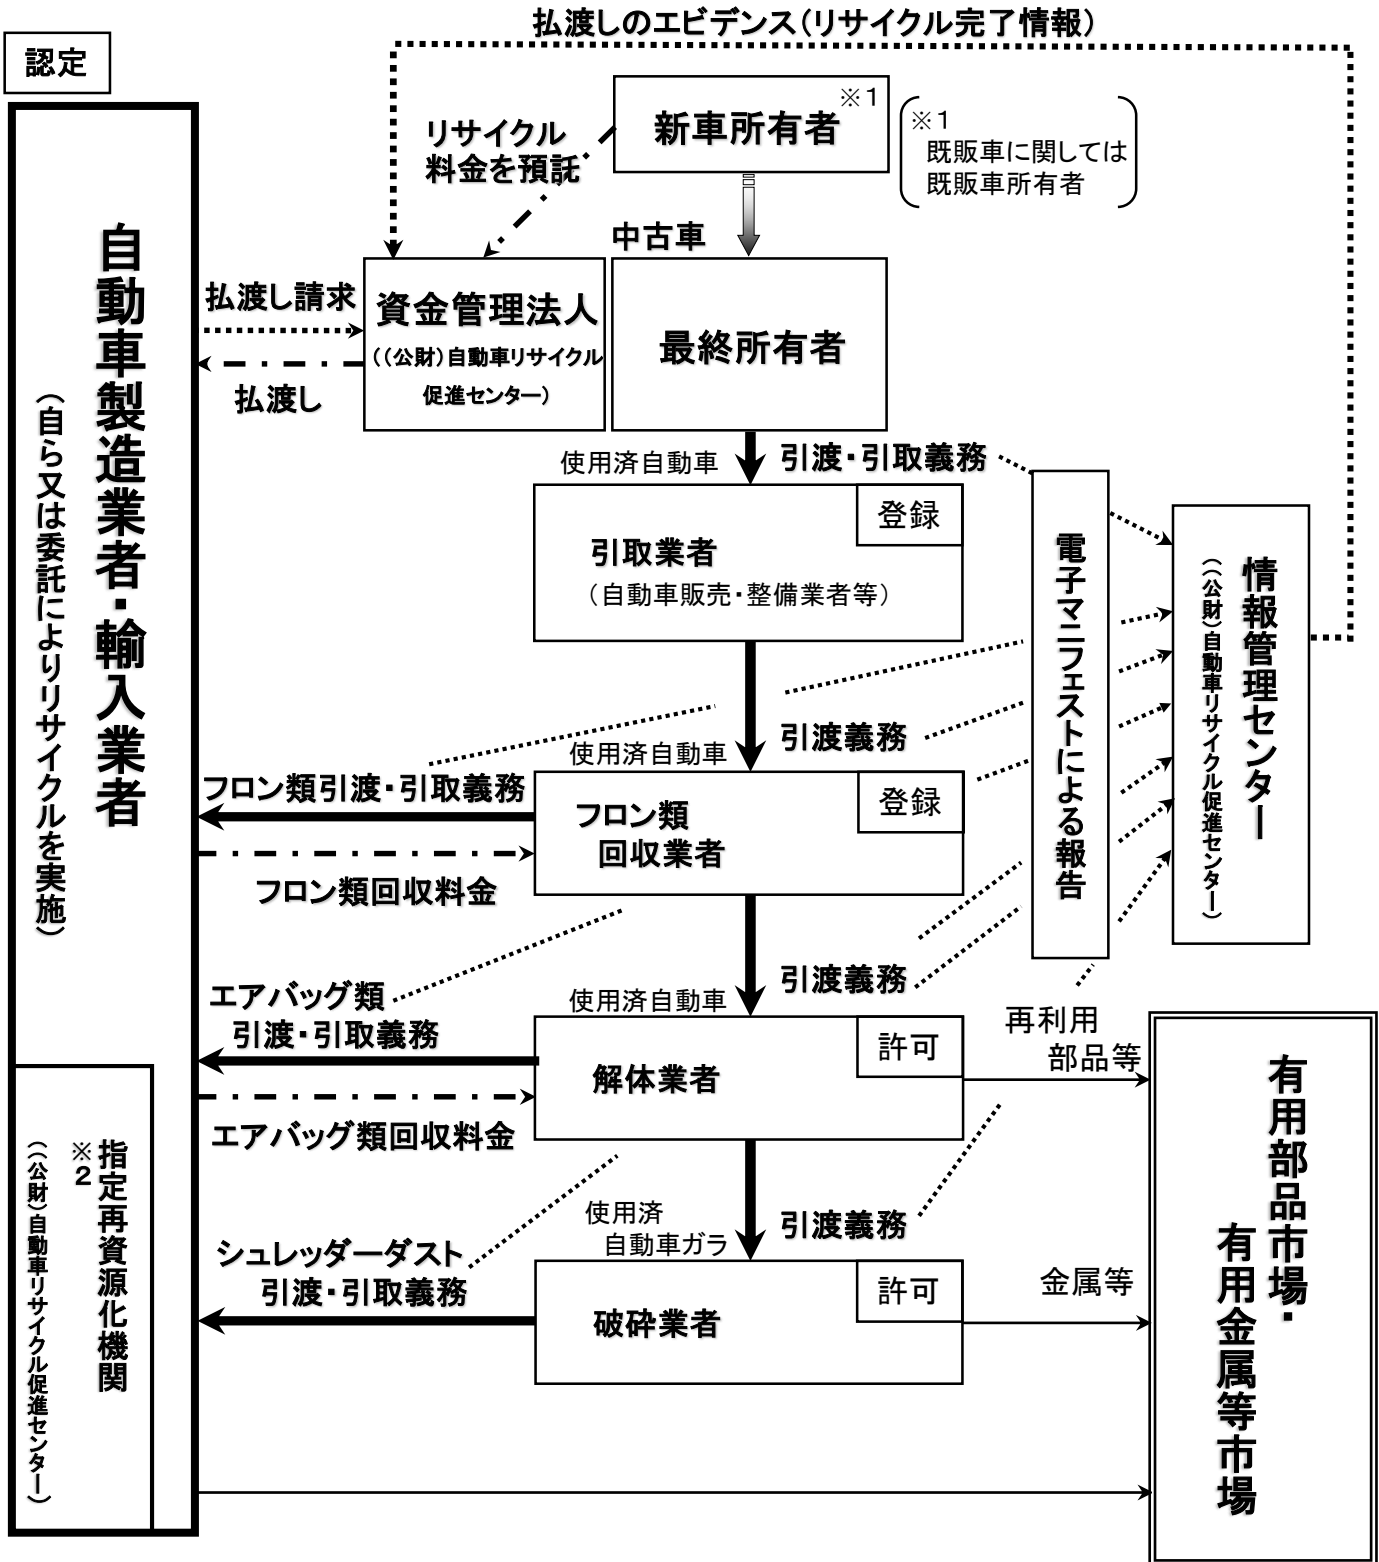 払渡しのエビデンス（リサイクル完了情報）
認定
新車所有者※１
※１
既販車に関しては
既販車所有者
リサイクル
料金を預託
中古車
自動車製造業者・輸入業者
（自ら又は委託によりリサイクルを実施）
払渡し請求
払渡し
資金管理法人
（（公財）自動車リサイクル
促進センター）
最終所有者
使用済自動車
引渡・引取義務
引取業者
（自動車販売・整備業者等）
登録
電子マニフェストによる報告
情報管理センター
（（公財）自動車リサイクル促進センター）
使用済自動車
引渡義務
フロン類引渡・引取義務
フロン類回収料金
フロン類
回収業者
登録
使用済自動車
引渡義務
エアバッグ類
引渡・引取義務
エアバッグ類回収料金
解体業者
許可
再利用
部品等
使用済
自動車ガラ
引渡義務
シュレッダーダスト
引渡・引取義務
破砕業者
許可
金属等
有用部品市場・
有用金属等市場
指定再資源化機関
※２
（（公財）自動車リサイクル促進センター）